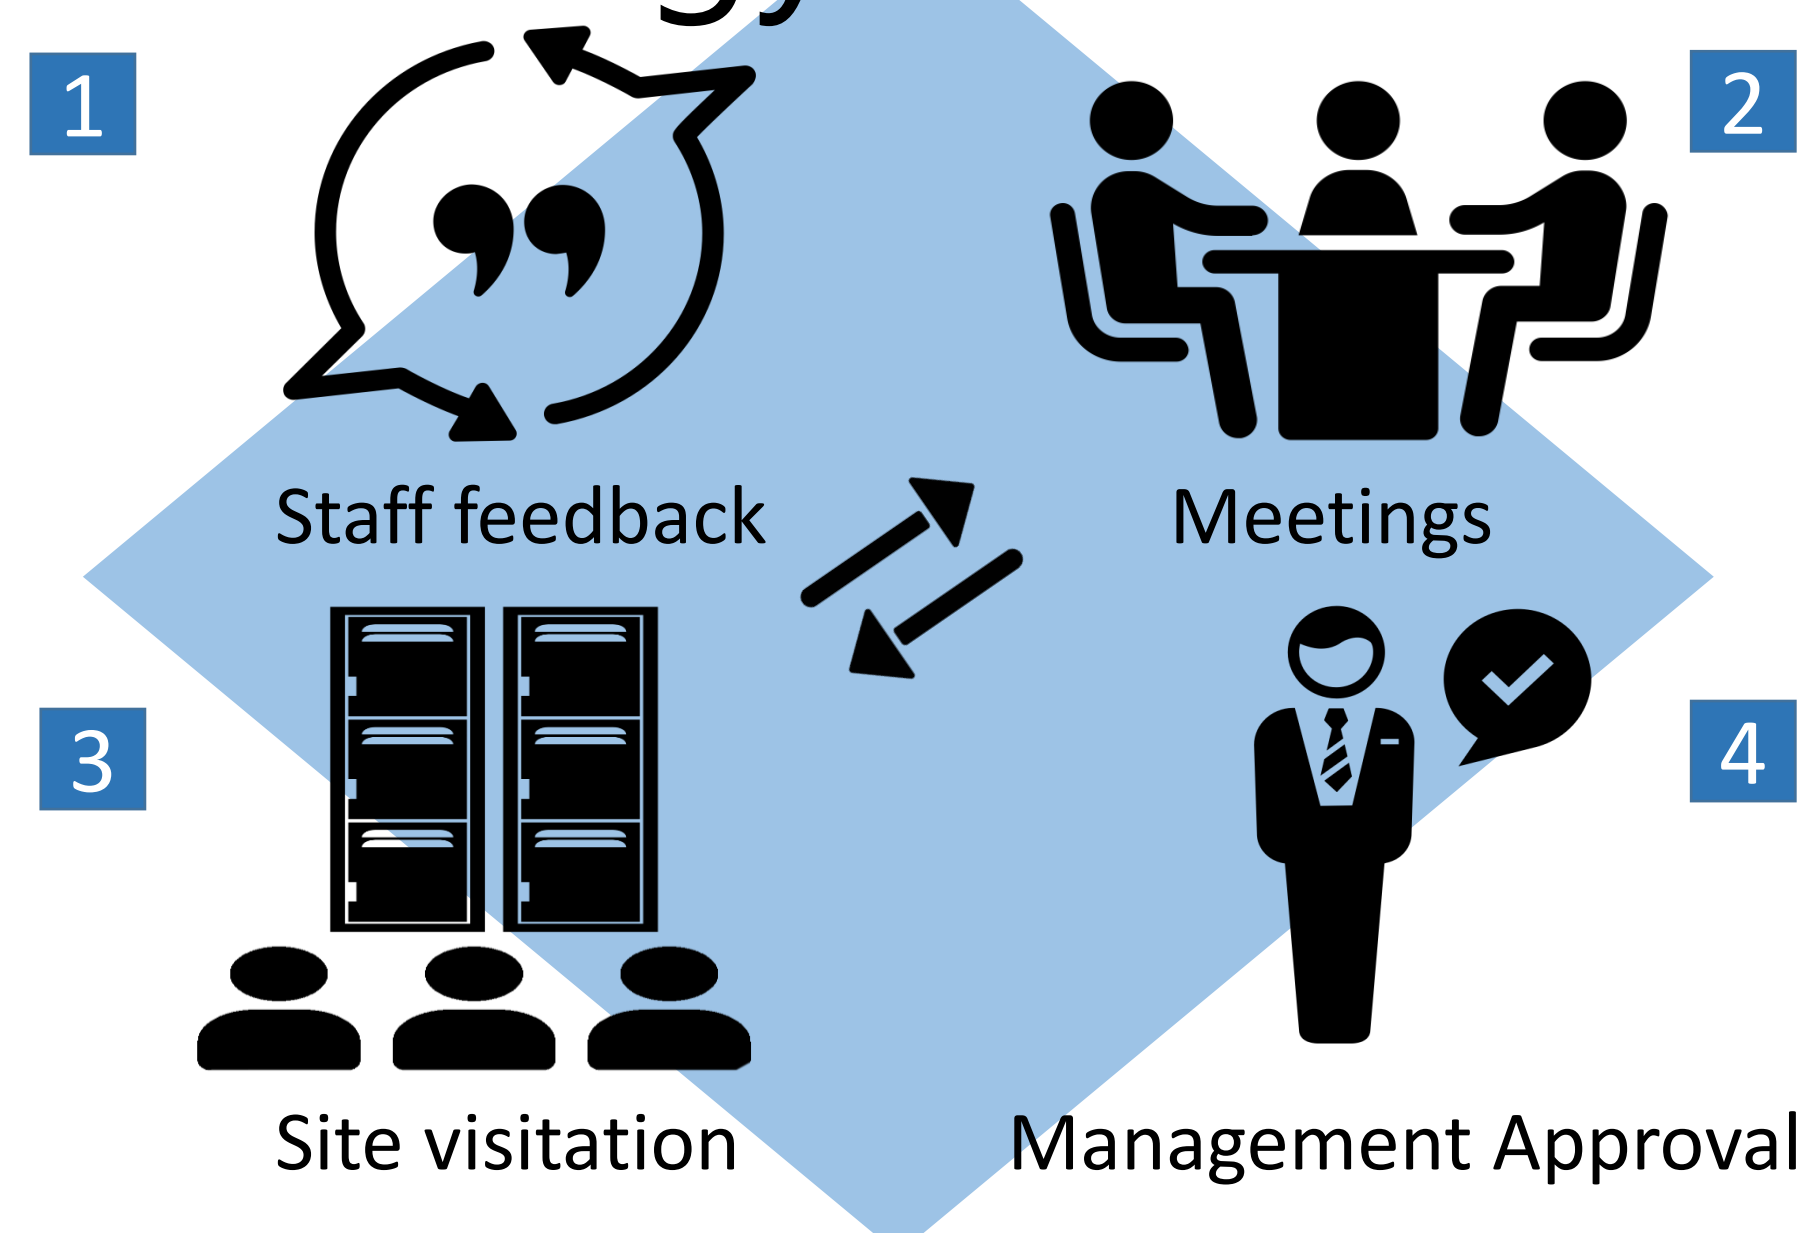 1
2
Staff feedback
Meetings
3
4
Site visitation
Management Approval